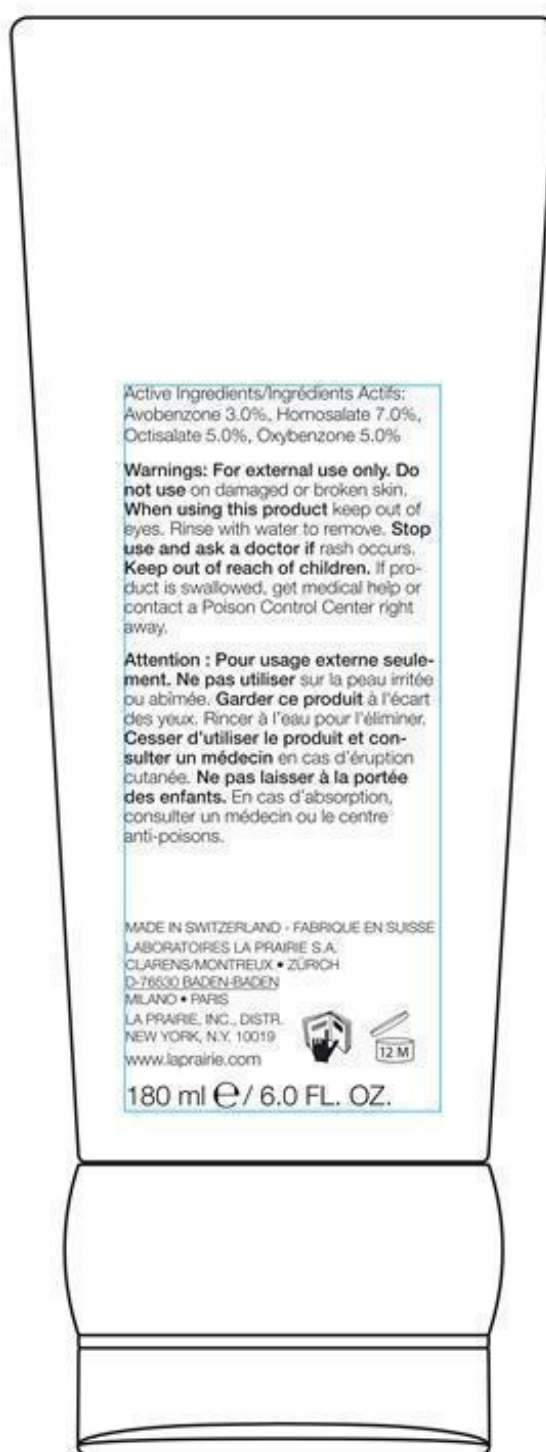 Active Ingredients/Ingrédients Actifs:
Avobenzone 3.0%, Homosalate 7.0%,
Octisalate 5.0%, Oxybenzone 5.0%
Warnings: For external use only. Do
not use on damaged or broken skin.
When using this product keep out of
eyes. Rinse with water to remove. Stop
use and ask a doctor if rash occurs.
Keep out of reach of children. If pro-
duct is swallowed, get medical help or
contact a Poison Control Center right
away.
Attention : Pour usage externe seule-
ment. Ne pas utiliser sur la peau irritée
ou abîmée. Garder ce produit à l'écart
des yeux. Rincer à l'eau pour l'éliminer.
Cesser d'utiliser le produit et con-
sulter un médecin en cas d'éruption
cutanée. Ne pas laisser à la portée
des enfants. En cas d'absorption,
consulter un médecin ou le centre
anti-poisons.
MADE IN SWITZERLAND - FABRIQUE EN SUISSE
LABORATOIRES LA PRAIRIE S.A.
CLARENS/MONTREUX • ZÜRICH
D-76530 BADEN-BADEN
MILANO • PARIS
LA PRAIRIE, INC., DISTR.
NEW YORK, N.Y. 10019
www.laprairie.com
12 M
180 ml ℮/ 6.0 FL. OZ.